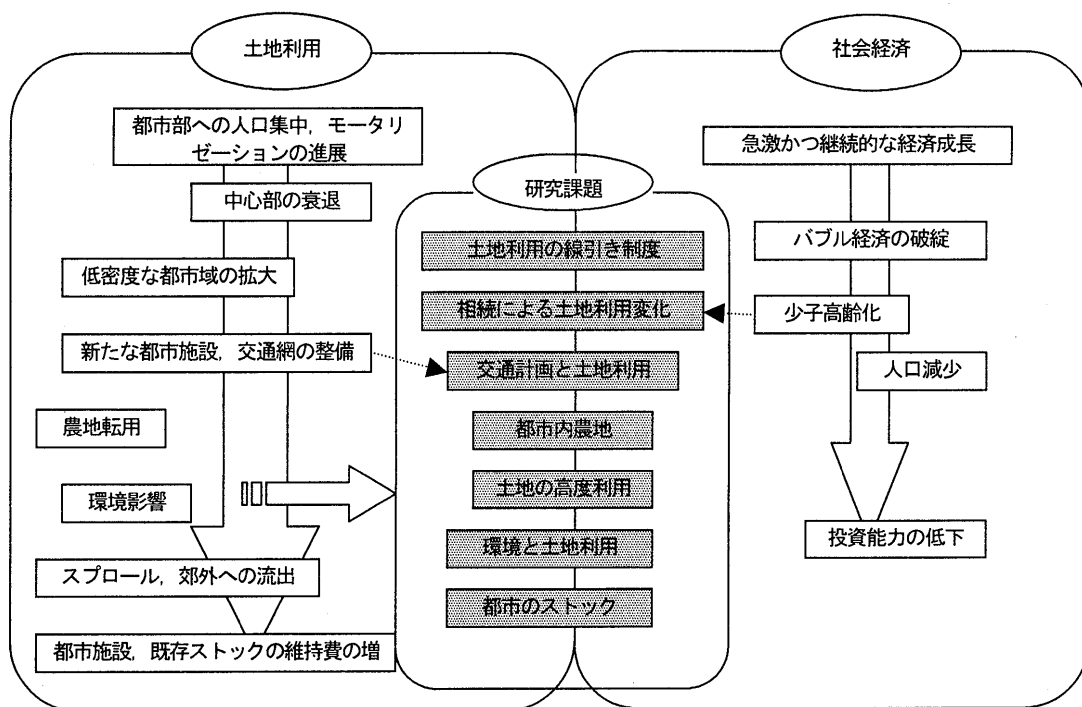 土地利用
社会経済
都市部への人口集中，モータリ
ゼーションの進展
中心部の衰退
低密度な都市域の拡大
新たな都市施設，交通網の整備
農地転用
環境影響
スプロール，郊外への流出
都市施設，既存ストックの維持費の増
研究課題
土地利用の線引き制度
相続による土地利用変化
交通計画と土地利用
都市内農地
土地の高度利用
環境と土地利用
都市のストック
急激かつ継続的な経済成長
バブル経済の破綻
少子高齢化
人口減少
投資能力の低下